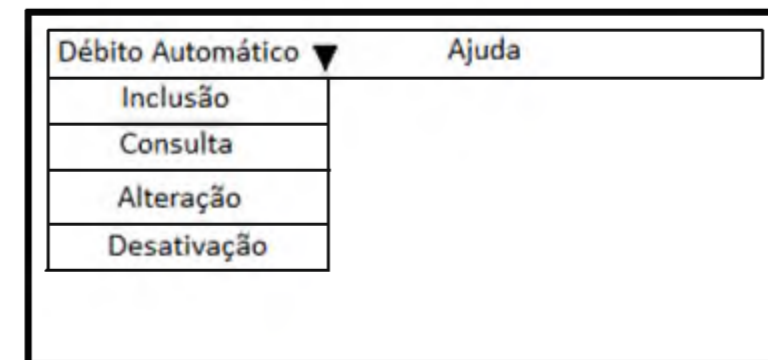 Débito Automático ▼ Ajuda
Inclusão
Consulta
Alteração
Desativação